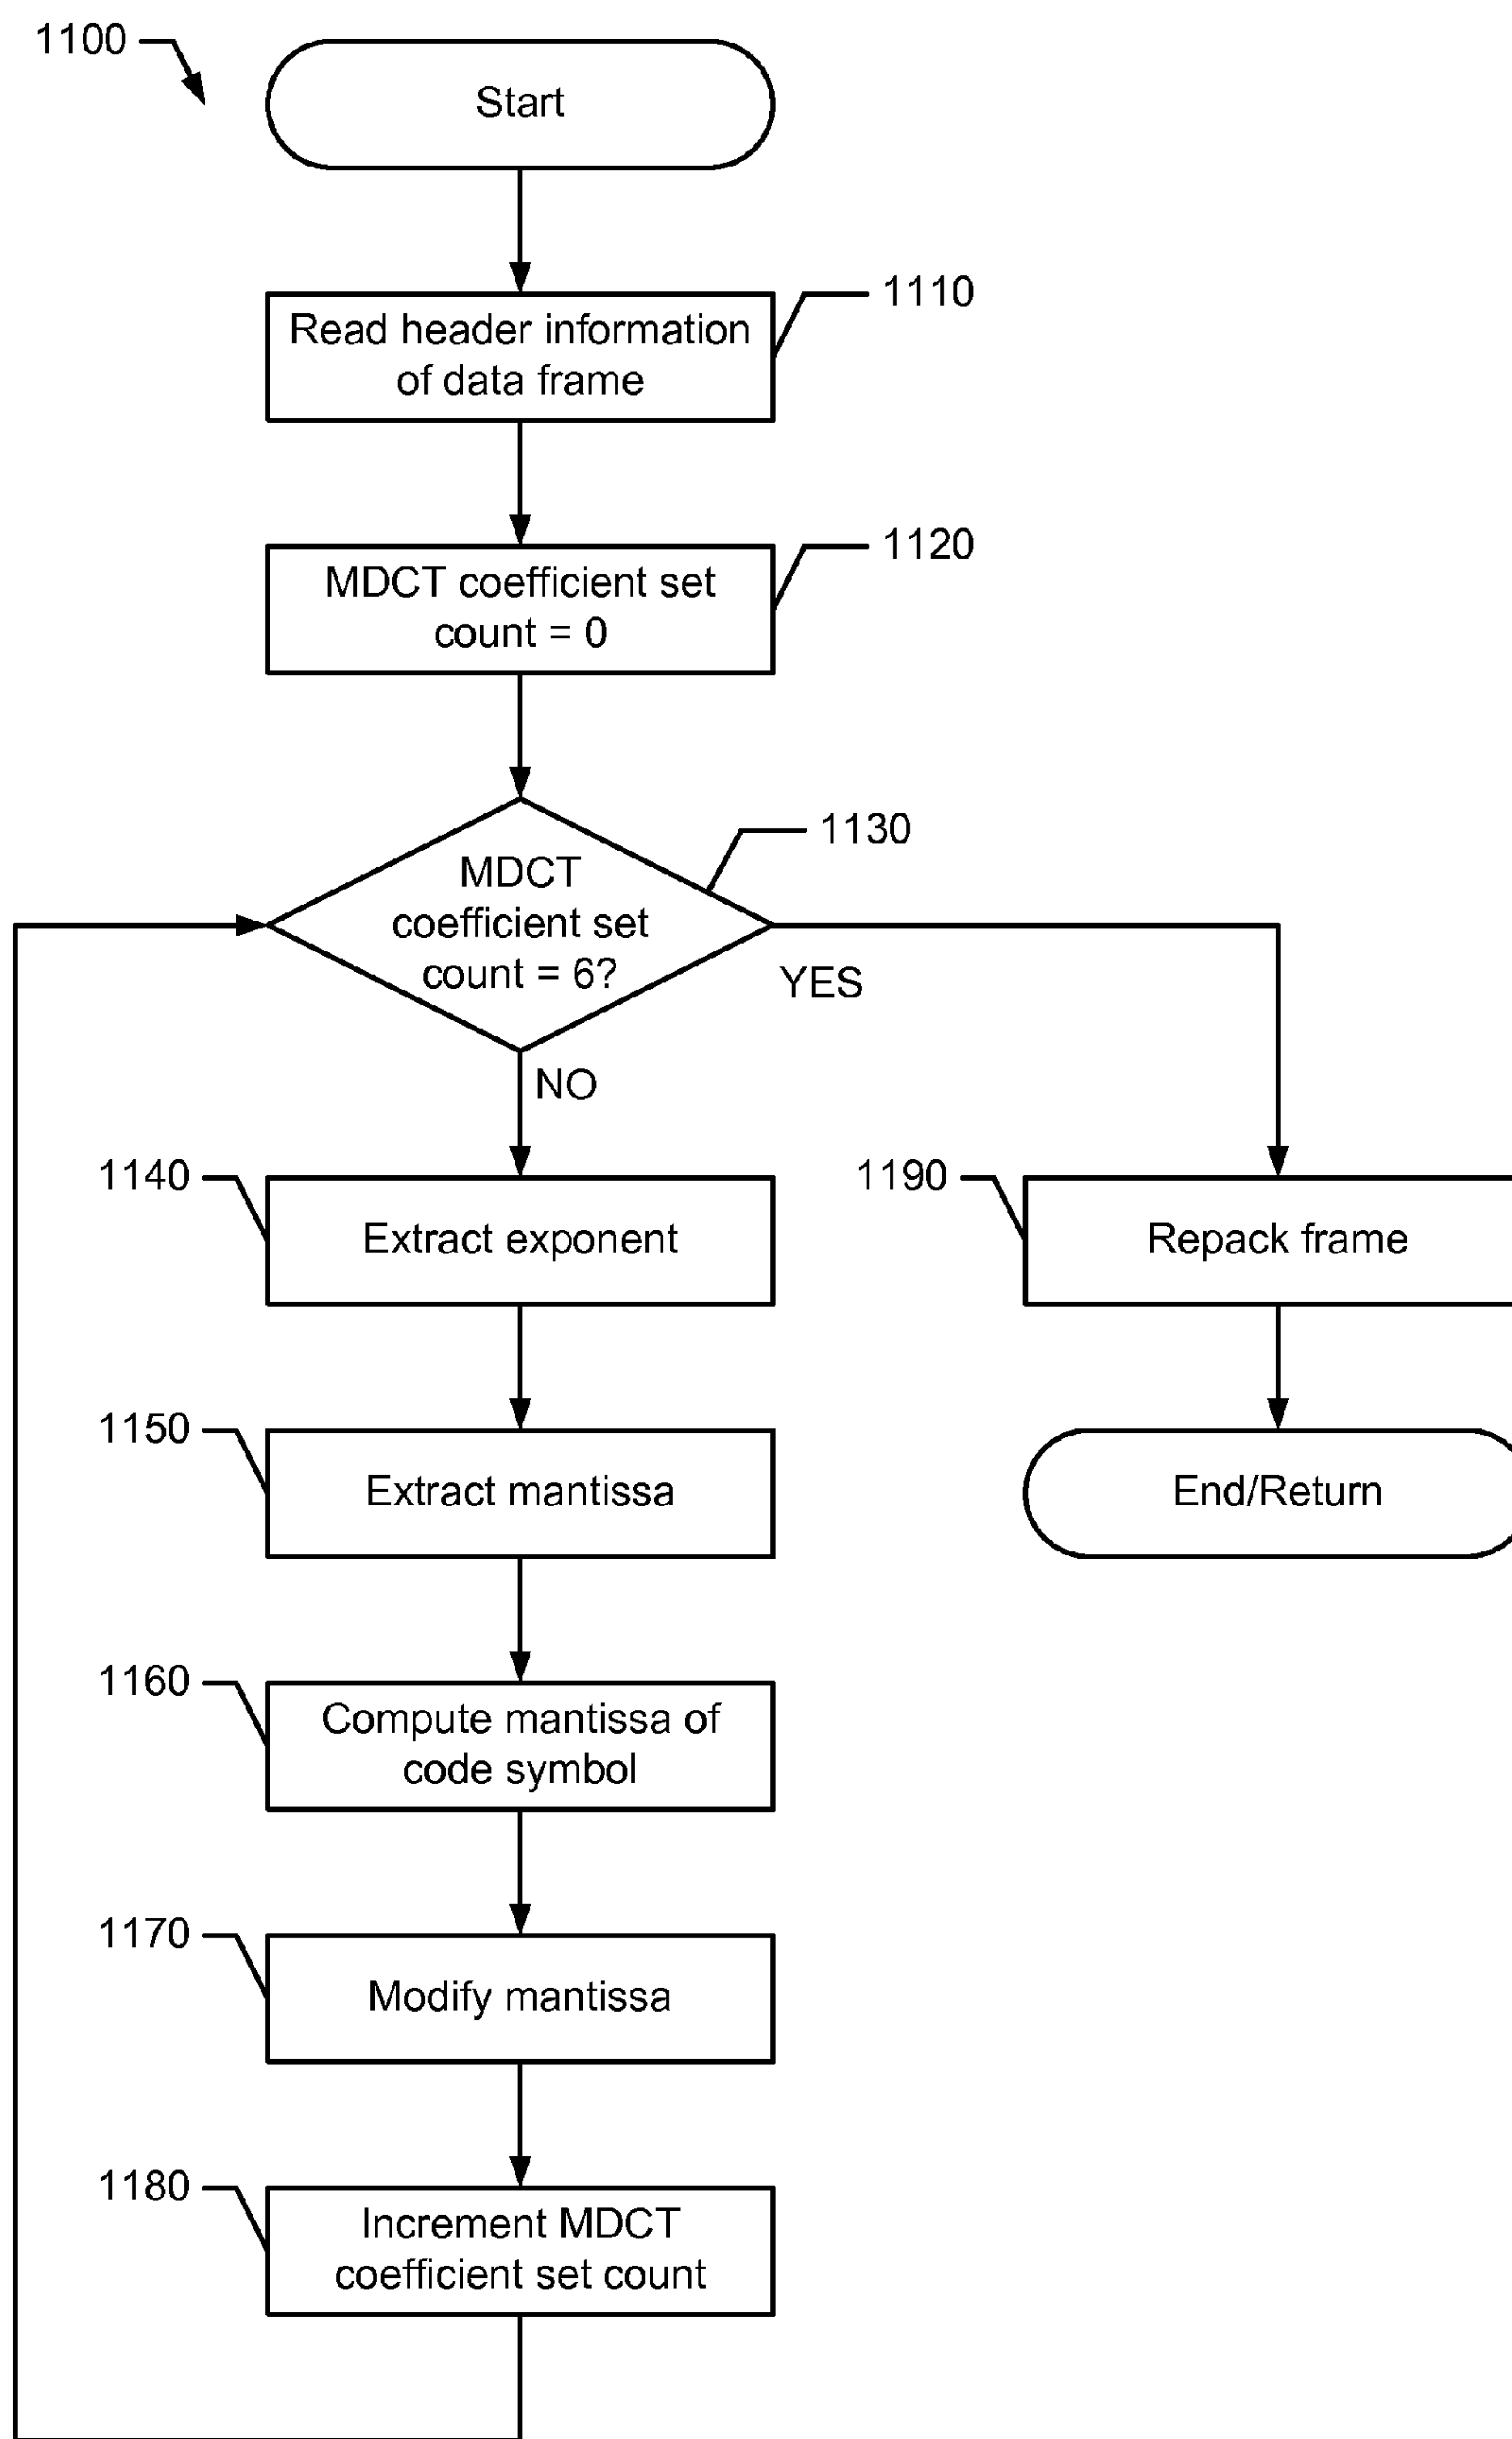 1100
Start
1110
Read header information
of data frame
1120
MDCT coefficient set
count = 0
1130
MDCT
coefficient set
count = 6?
YES
NO
1140
Extract exponent
1190
Repack frame
1150
Extract mantissa
End/Return
1160
Compute mantissa of
code symbol
1170
Modify mantissa
1180
Increment MDCT
coefficient set count